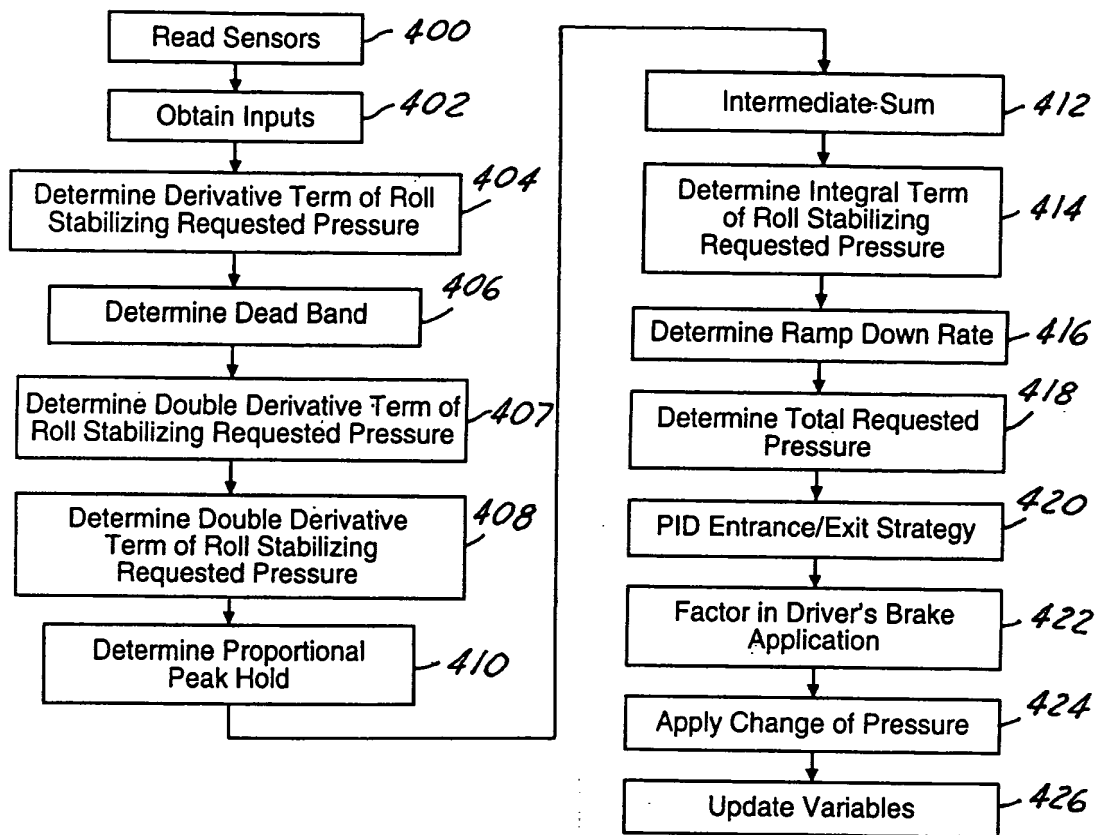 Read Sensors
400
Obtain Inputs
402
Determine Derivative Term of Roll
Stabilizing Requested Pressure
404
Determine Dead Band
406
Determine Double Derivative Term of
Roll Stabilizing Requested Pressure
407
Determine Double Derivative
Term of Roll Stabilizing
Requested Pressure
408
Determine Proportional
Peak Hold
410
Intermediate-Sum
412
Determine Integral Term
of Roll Stabilizing
Requested Pressure
414
Determine Ramp Down Rate
416
Determine Total Requested
Pressure
418
PID Entrance/Exit Strategy
420
Factor in Driver's Brake
Application
422
Apply Change of Pressure
424
Update Variables
426